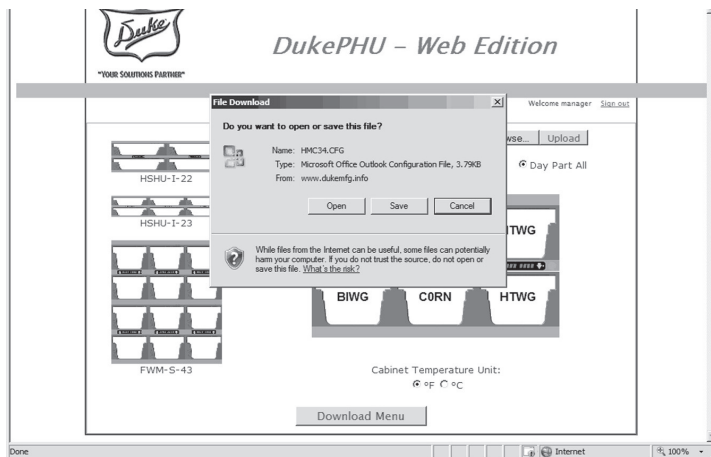 Duke
"YOUR SOLUTIONS PARTNER"
DukePHU – Web Edition
Welcome manager Sign out
File Download
Do you want to open or save this file?
Name: HMC34.CFG
Type: Microsoft Office Outlook Configuration File, 3.79KB
From: www.dukemfg.info
Open Save Cancel
While files from the Internet can be useful, some files can potentially
harm your computer. If you do not trust the source, do not open or
save this file. What's the risk?
Upload
Day Part All
HSHU-I-22
HSHU-I-23
FWM-S-43
BIWG C0RN HTWG
Cabinet Temperature Unit:
°F °C
Download Menu
Done Internet 100%